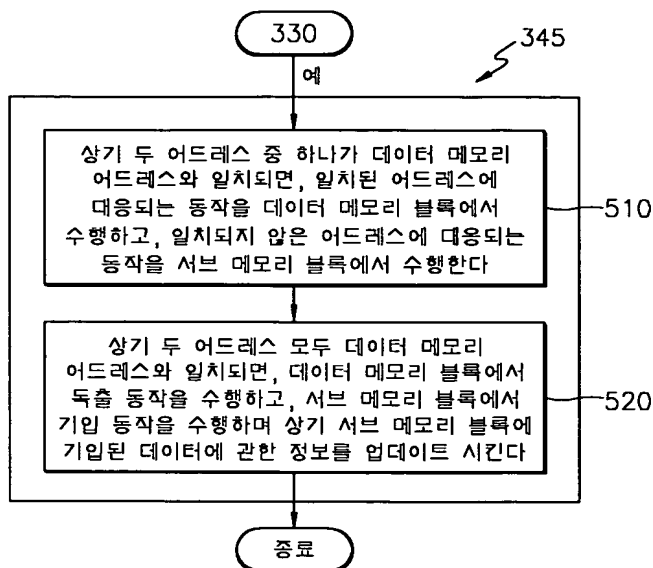 330
345
예
상기 두 어드레스 중 하나가 데이터 메모리
어드레스와 일치되면, 일치된 어드레스에
대응되는 동작을 데이터 메모리 블록에서
수행하고, 일치되지 않은 어드레스에 대응되는
동작을 서브 메모리 블록에서 수행한다
510
상기 두 어드레스 모두 데이터 메모리
어드레스와 일치되면, 데이터 메모리 블록에서
독출 동작을 수행하고, 서브 메모리 블록에서
기입 동작을 수행하며 상기 서브 메모리 블록에
기입된 데이터에 관한 정보를 업데이트 시킨다
520
종료